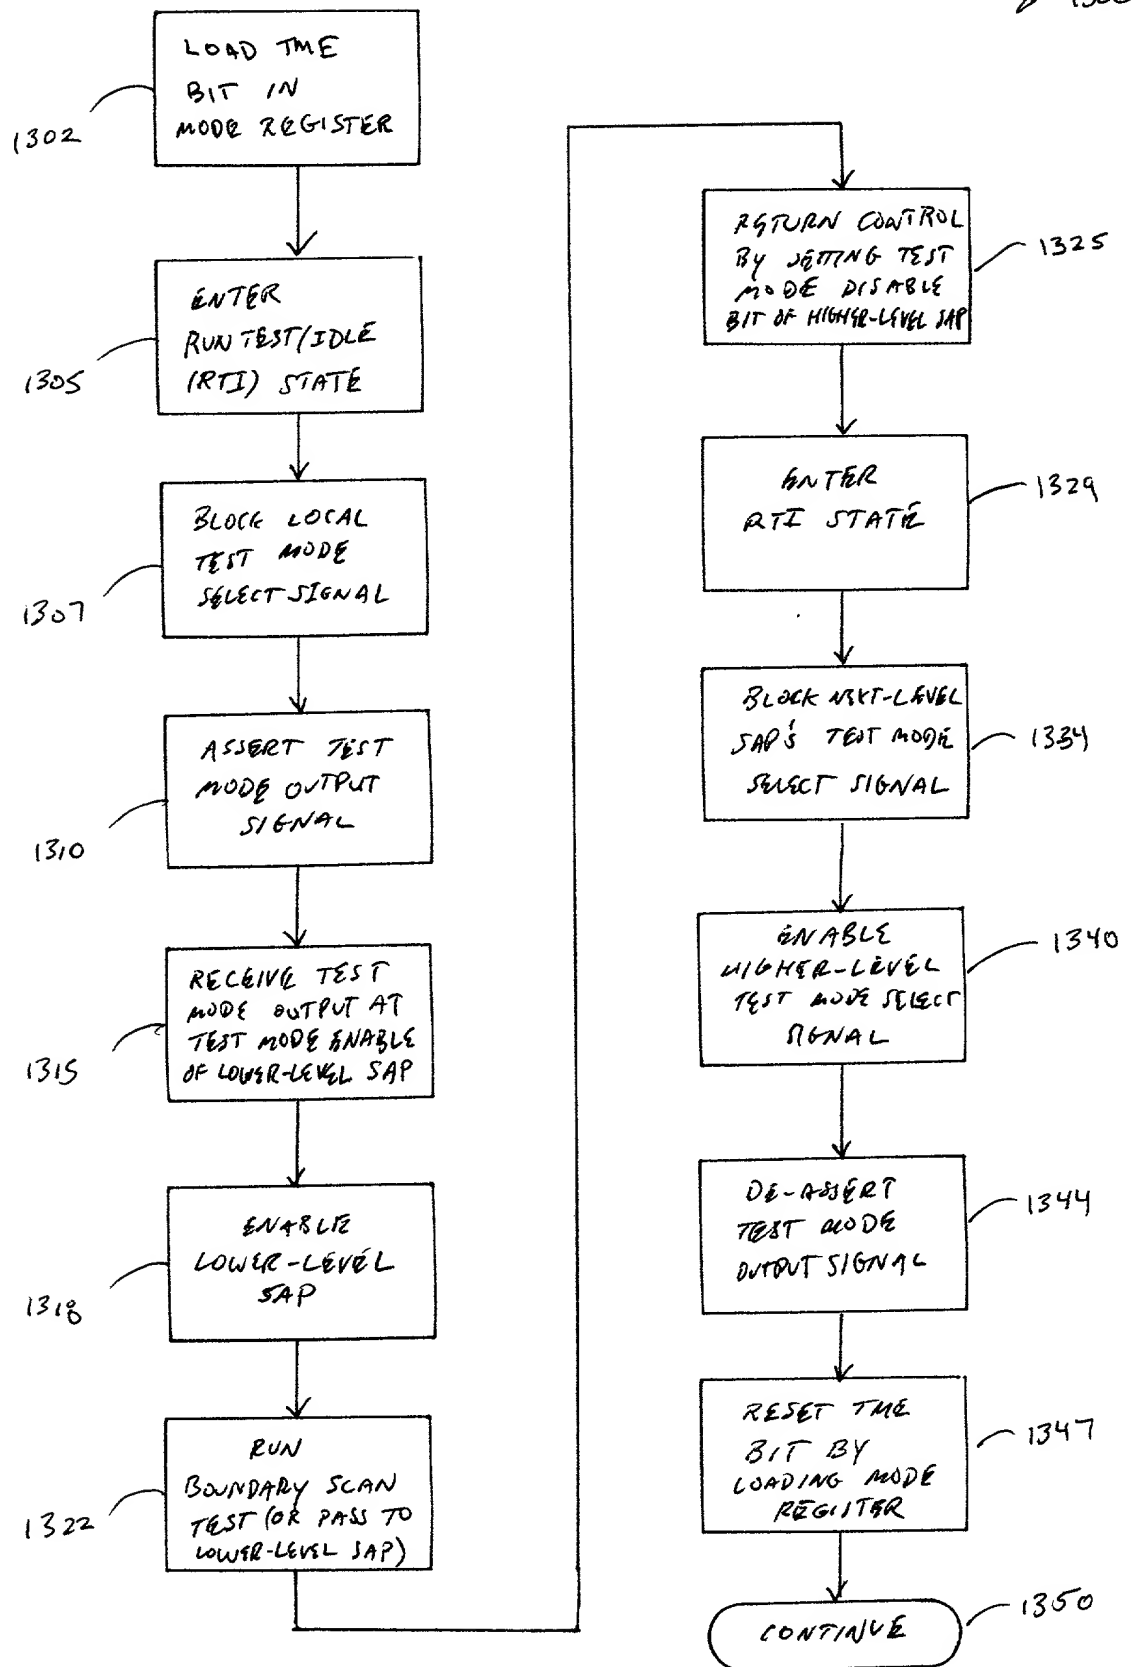 LOAD TME
BIT IN
MODE REGISTER
1302
ENTER
RUN TEST/IDLE
(RTI) STATE
1305
BLOCK LOCAL
TEST MODE
SELECT SIGNAL
1307
ASSERT TEST
MODE OUTPUT
SIGNAL
1310
RECEIVE TEST
MODE OUTPUT AT
TEST MODE ENABLE
OF LOWER-LEVEL SAP
1315
ENABLE
LOWER-LEVEL
SAP
1318
RUN
BOUNDARY SCAN
TEST (OR PASS TO
LOWER-LEVEL SAP)
1322
RETURN CONTROL
BY SETTING TEST
MODE DISABLE
BIT OF HIGHER-LEVEL SAP
1325
ENTER
RTI STATE
1329
BLOCK NEXT-LEVEL
SAP'S TEST MODE
SELECT SIGNAL
1334
ENABLE
HIGHER-LEVEL
TEST MODE SELECT
SIGNAL
1340
DE-ASSERT
TEST MODE
OUTPUT SIGNAL
1344
RESET TME
BIT BY
LOADING MODE
REGISTER
1347
CONTINUE
1350